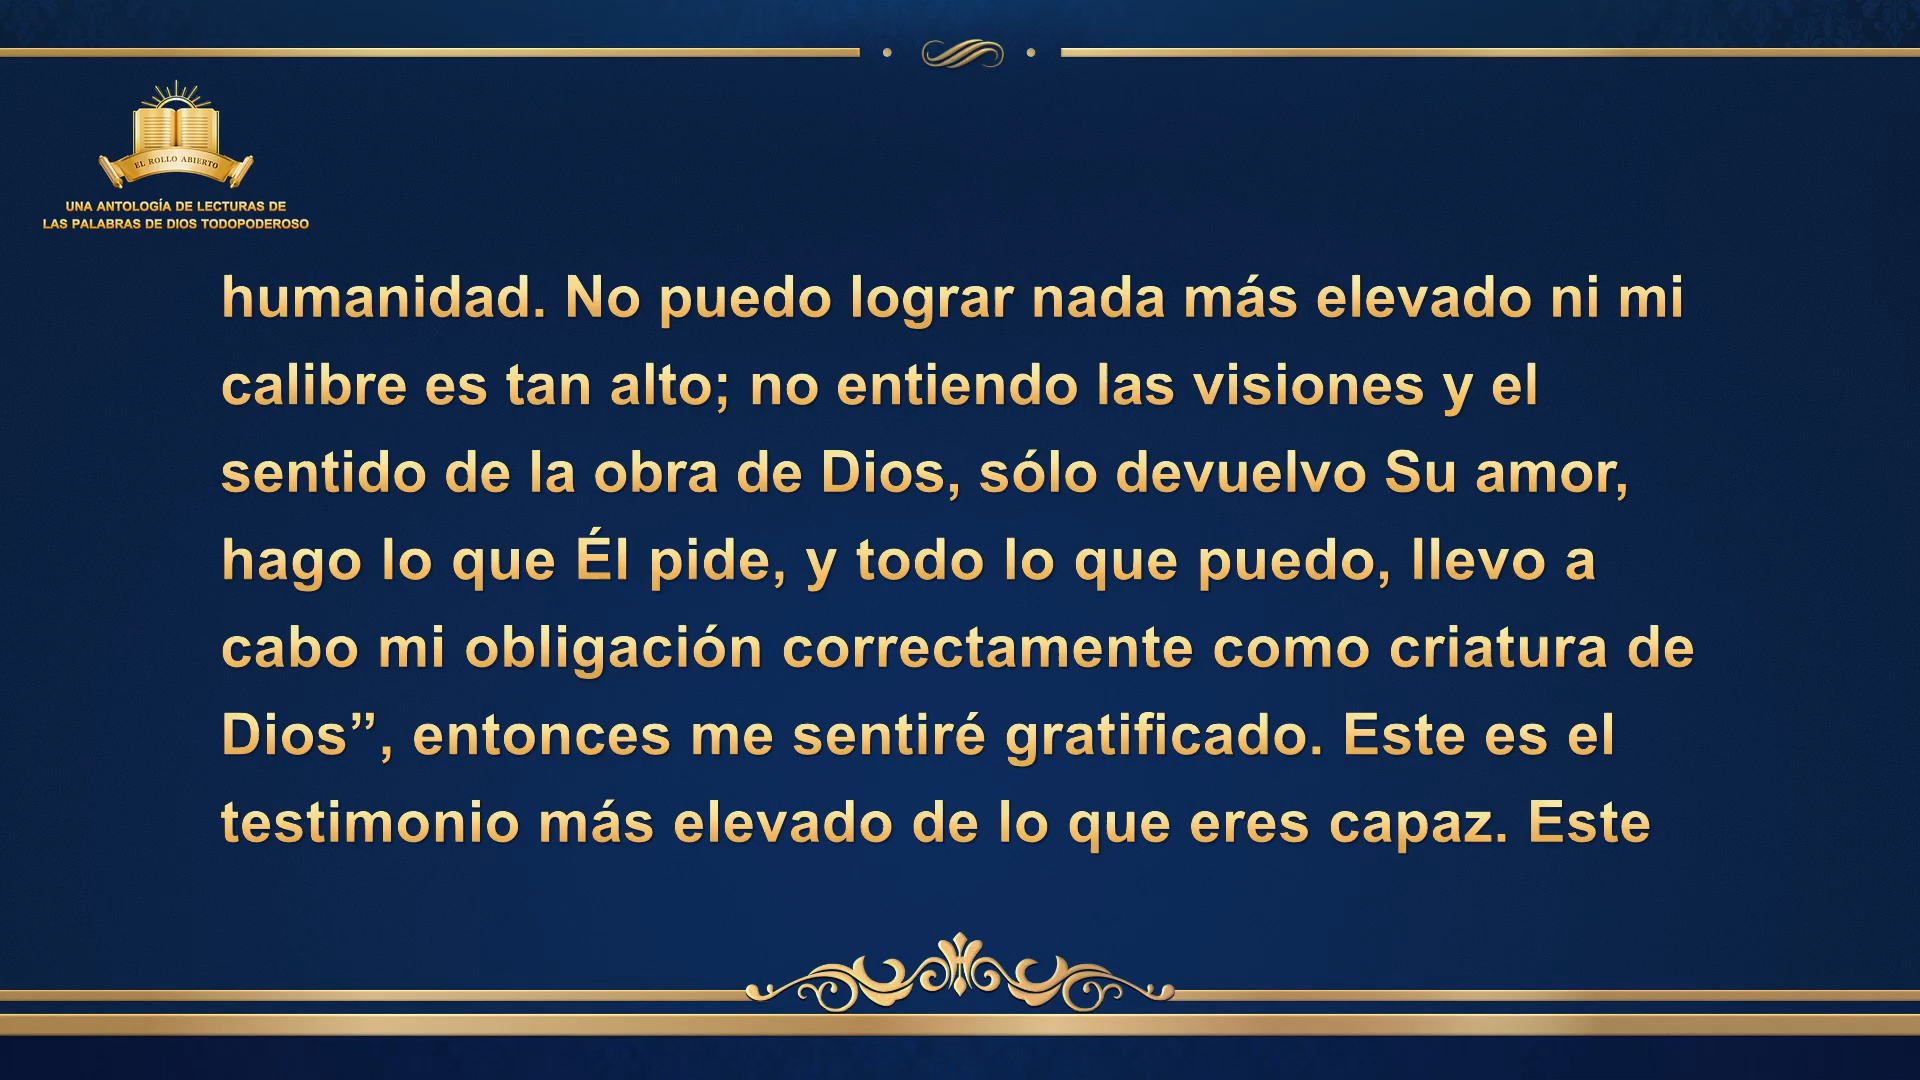 EL ROLLO ABIERTO
UNA ANTOLOGÍA DE LECTURAS DE
LAS PALABRAS DE DIOS TODOPODEROSO
humanidad. No puedo lograr nada más elevado ni mi
calibre es tan alto; no entiendo las visiones y el
sentido de la obra de Dios, sólo devuelvo Su amor,
hago lo que Él pide, y todo lo que puedo, llevo a
cabo mi obligación correctamente como criatura de
Dios”, entonces me sentiré gratificado. Este es el
testimonio más elevado de lo que eres capaz. Este